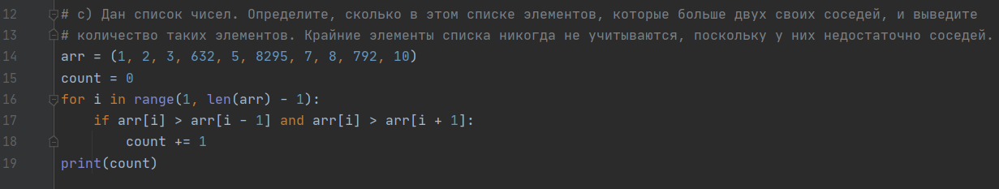 12 # c) Дан список чисел. Определите, сколько в этом списке элементов, которые больше двух своих соседей, и выведите
13 # количество таких элементов. Крайние элементы списка никогда не учитываются, поскольку у них недостаточно соседей.
14 arr = (1, 2, 3, 632, 5, 8295, 7, 8, 792, 10)
15 count = 0
16 for i in range(1, len(arr) - 1):
17     if arr[i] > arr[i - 1] and arr[i] > arr[i + 1]:
18         count += 1
19 print(count)